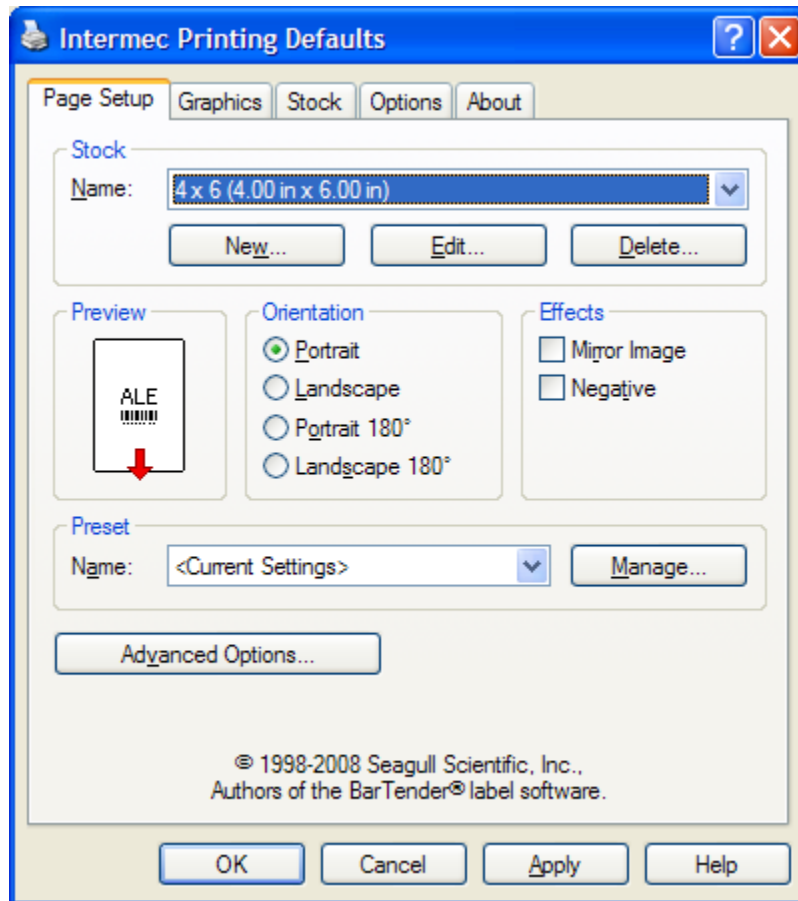 Intermec Printing Defaults
Page Setup Graphics Stock Options About
Stock
Name: 4 x 6 (4.00 in x 6.00 in)
New... Edit... Delete...
Preview
ALE
Orientation
Portrait
Landscape
Portrait 180°
Landscape 180°
Effects
Mirror Image
Negative
Preset
Name: <Current Settings> Manage...
Advanced Options...
© 1998-2008 Seagull Scientific, Inc.,
Authors of the BarTender® label software.
OK Cancel Apply Help